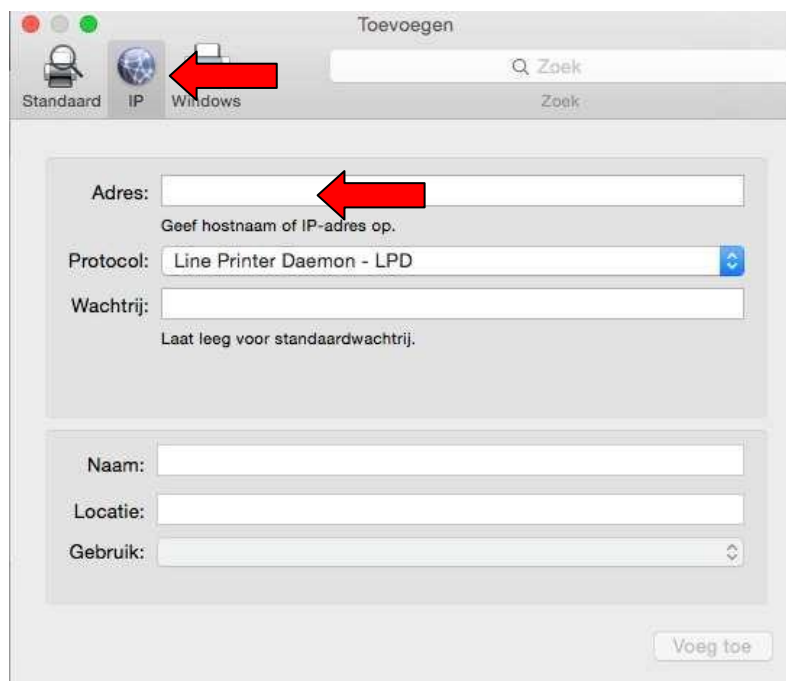 Toevoegen
Zoek
Standaard IP Windows Zoek
Adres:
Geef hostnaam of IP-adres op.
Protocol: Line Printer Daemon - LPD
Wachtrij:
Laat leeg voor standaardwachtrij.
Naam:
Locatie:
Gebruik:
Voeg toe